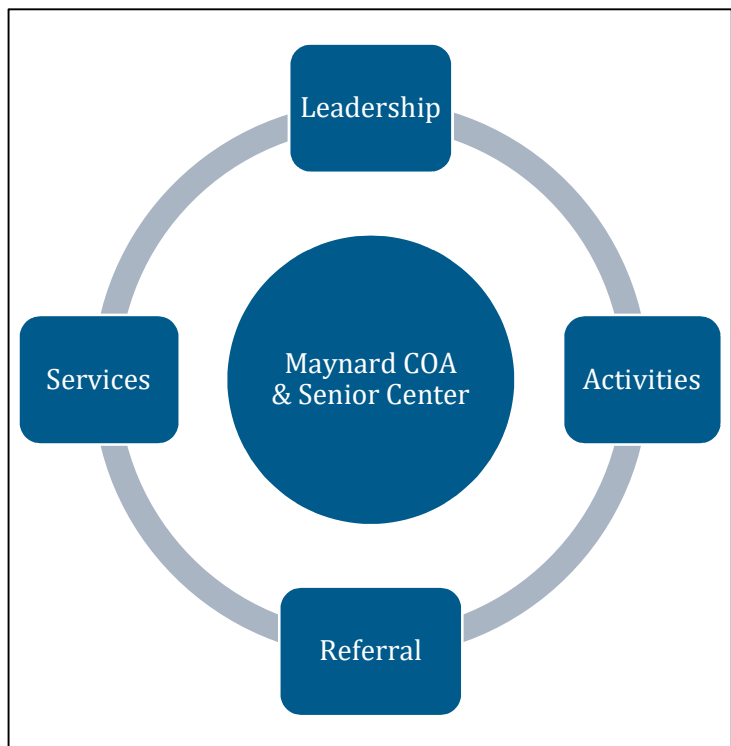 Leadership
Services
Maynard COA
& Senior Center
Activities
Referral